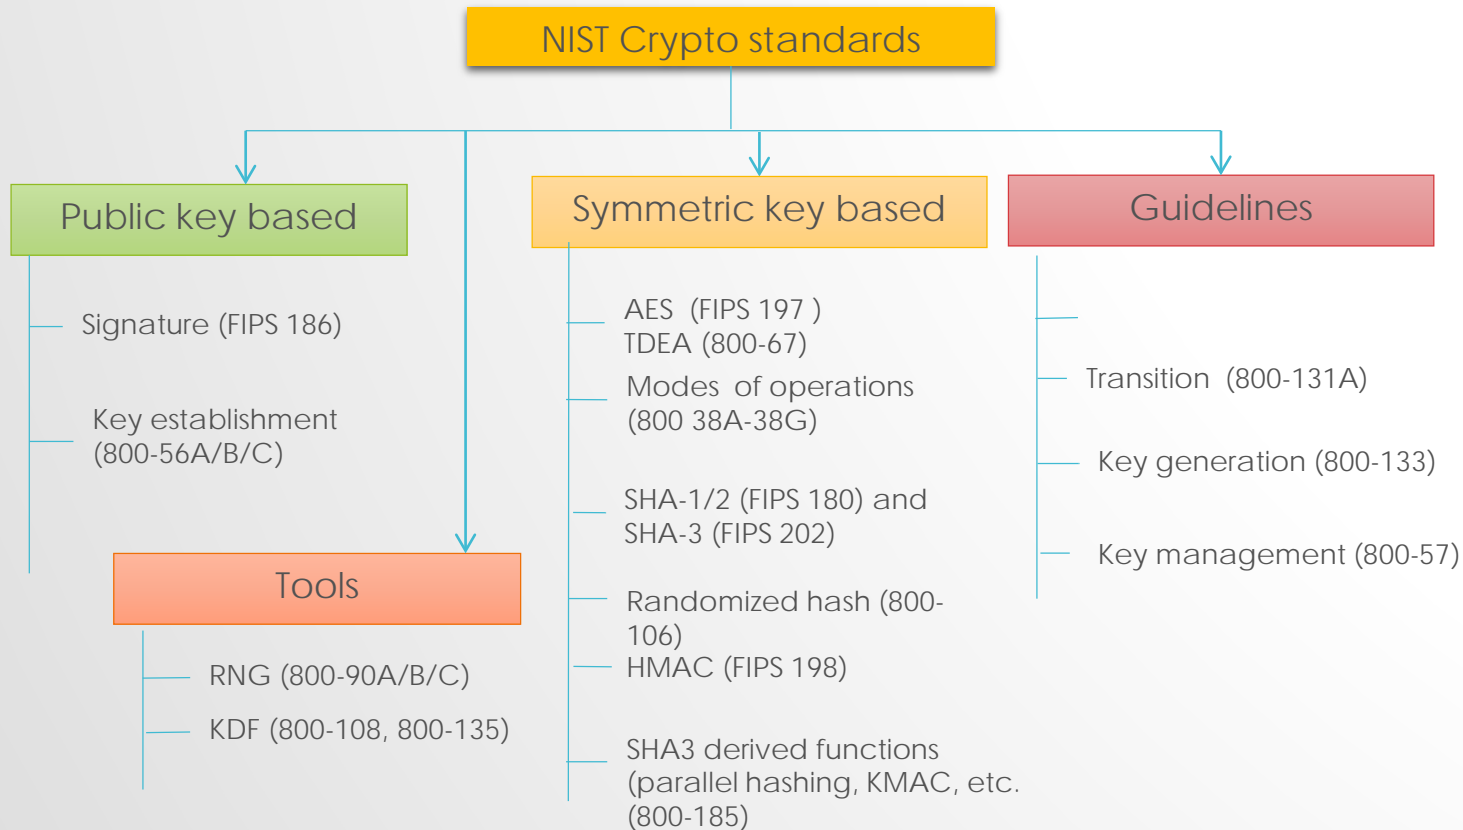 NIST Crypto standards
Public key based
Signature (FIPS 186)
Key establishment
(800-56A/B/C)
Tools
RNG (800-90A/B/C)
KDF (800-108, 800-135)
Symmetric key based
AES  (FIPS 197 )
TDEA (800-67)
Modes  of operations
(800 38A-38G)
SHA-1/2 (FIPS 180) and
SHA-3 (FIPS 202)
Randomized hash (800-
106)
HMAC (FIPS 198)
SHA3 derived functions
(parallel hashing, KMAC, etc.
(800-185)
Guidelines
Transition  (800-131A)
Key generation (800-133)
Key management (800-57)